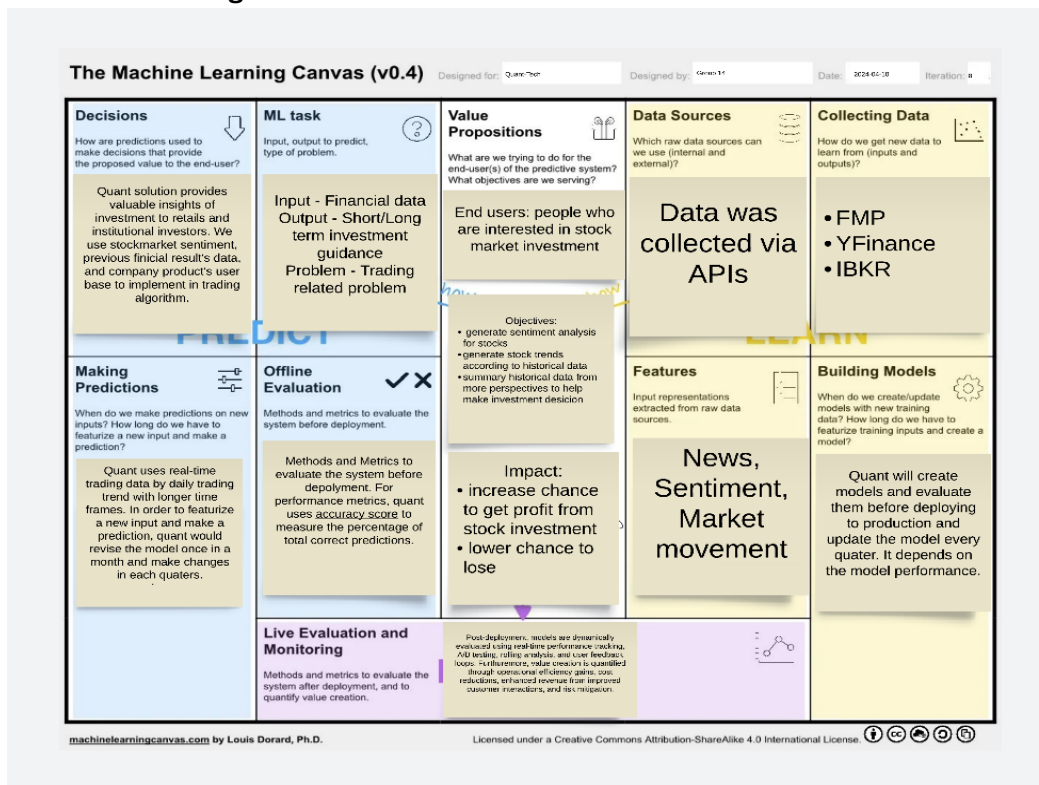 The Machine Learning Canvas (v0.4)
Designed for: Quant-Tech
Designed by: Group 14
Date: 2024-04-18
Iteration: 8
Decisions
How are predictions used to
make decisions that provide
the proposed value to the end-user?
Quant solution provides
valuable insights of
investment to retails and
institutional investors. We
use stockmarket sentiment,
previous finicial result's data,
and company product's user
base to implement in trading
algorithm.
ML task
Input, output to predict,
type of problem.
Input - Financial data
Output - Short/Long
term investment
guidance
Problem - Trading
related problem
Value
Propositions
What are we trying to do for the
end-user(s) of the predictive system?
What objectives are we serving?
End users: people who
are interested in stock
market investment
Objectives:
• generate sentiment analysis
for stocks
• generate stock trends
according to historical data
• summary historical data from
more perspectives to help
make investment desicion
Impact:
• increase chance
to get profit from
stock investment
• lower chance to
lose
Data Sources
Which raw data sources can
we use (internal and
external)?
Data was
collected via
APIs
Collecting Data
How do we get new data to
learn from (inputs and
outputs)?
• FMP
• YFinance
• IBKR
PREDICT
LEARN
Making
Predictions
When do we make predictions on new
inputs? How long do we have to
featurize a new input and make a
prediction?
Quant uses real-time
trading data by daily trading
trend with longer time
frames. In order to featurize
a new input and make a
prediction, quant would
revise the model once in a
month and make changes
in each quaters.
Offline
Evaluation
Methods and metrics to evaluate the
system before deployment.
Methods and Metrics to
evaluate the system before
depolyment. For
performance metrics, quant
uses accuracy score to
measure the percentage of
total correct predictions.
Features
Input representations
extracted from raw data
sources.
News,
Sentiment,
Market
movement
Building Models
When do we create/update
models with new training
data? How long do we have to
featurize training inputs and create a
model?
Quant will create
models and evaluate
them before deploying
to production and
update the model every
quater. It depends on
the model performance.
Live Evaluation and
Monitoring
Methods and metrics to evaluate the
system after deployment, and to
quantify value creation.
Post-deployment, models are dynamically
evaluated using real-time performance tracking,
A/B testing, rolling analysis, and user feedback
loops. Furthuremore, value creation is quantified
through operational efficiency gains, cost
reductions, enhanced revenue from improved
customer interactions, and risk mitigation.
machinelearningcanvas.com by Louis Dorard, Ph.D.
Licensed under a Creative Commons Attribution-ShareAlike 4.0 International License.